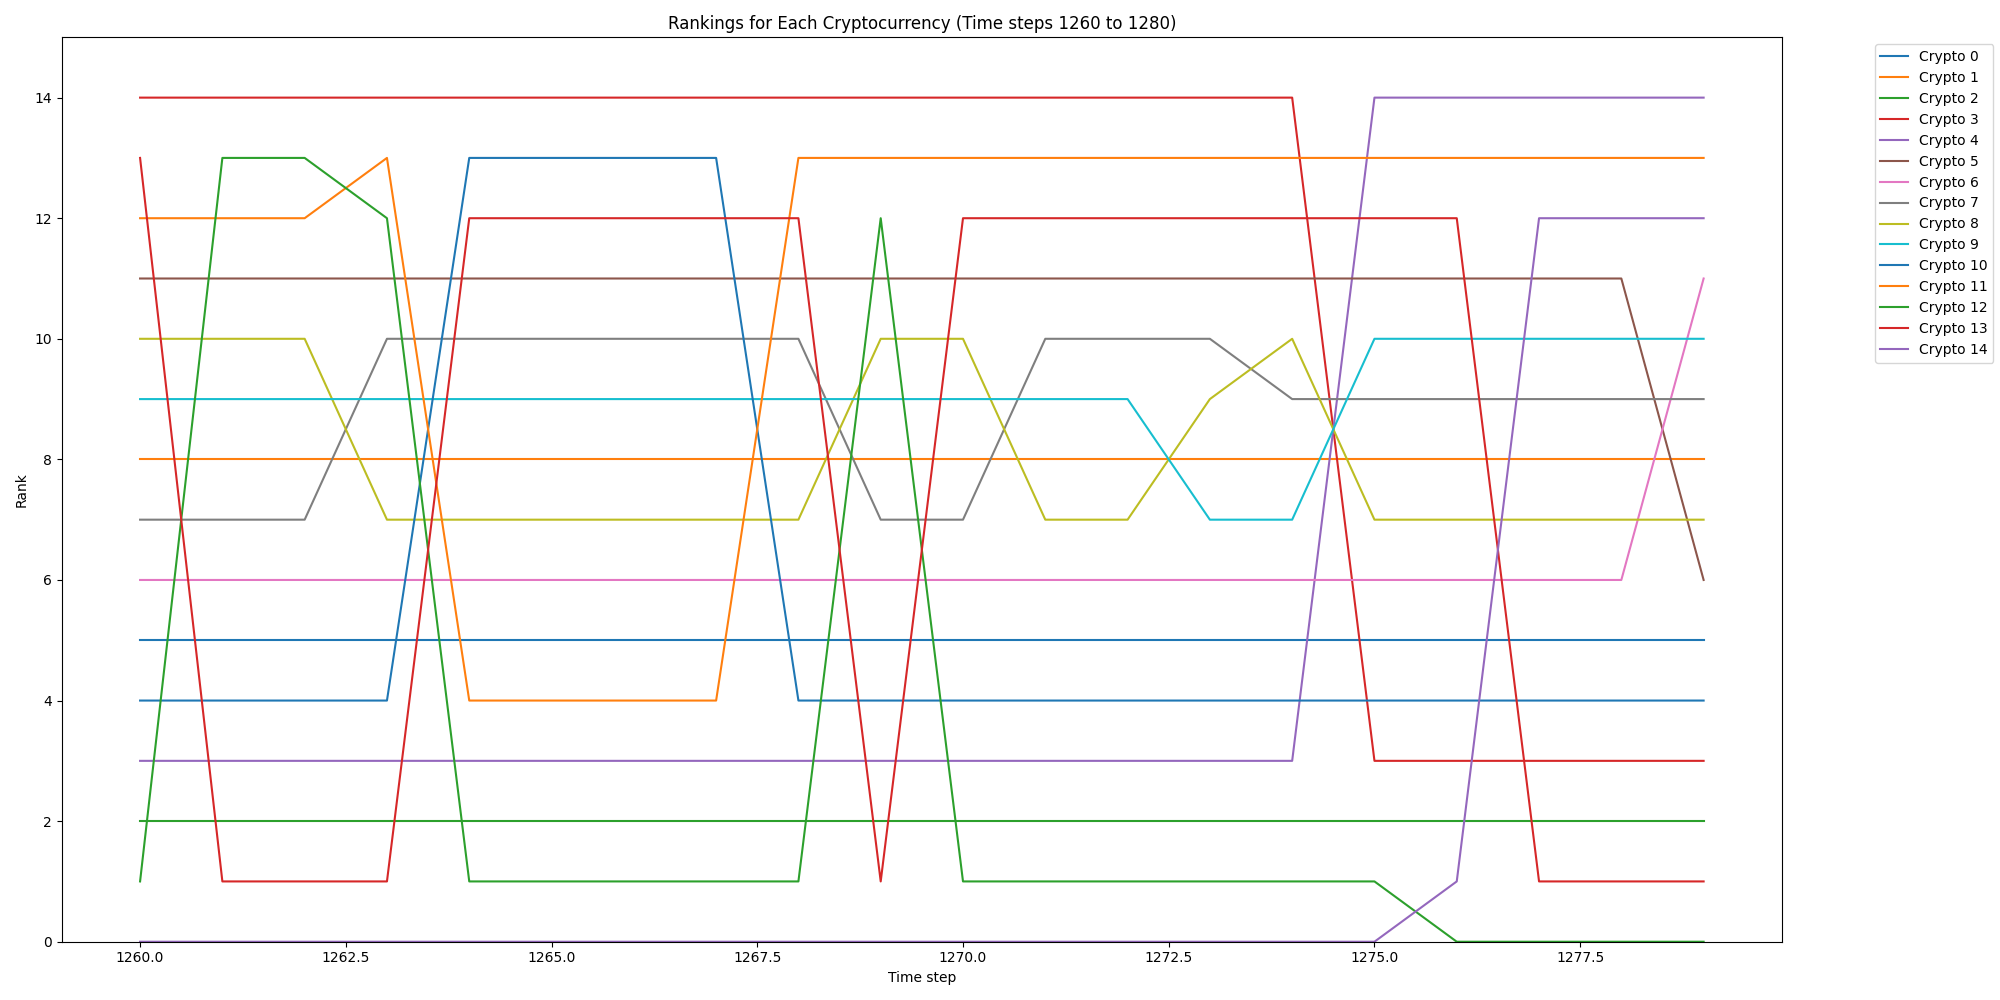 Rankings for Each Cryptocurrency (Time steps 1260 to 1280)
Rank
14
12
10
8
6
4
2
0
1260.0
1262.5
1265.0
1267.5
1270.0
1272.5
1275.0
1277.5
Time step
Crypto 0
Crypto 1
Crypto 2
Crypto 3
Crypto 4
Crypto 5
Crypto 6
Crypto 7
Crypto 8
Crypto 9
Crypto 10
Crypto 11
Crypto 12
Crypto 13
Crypto 14